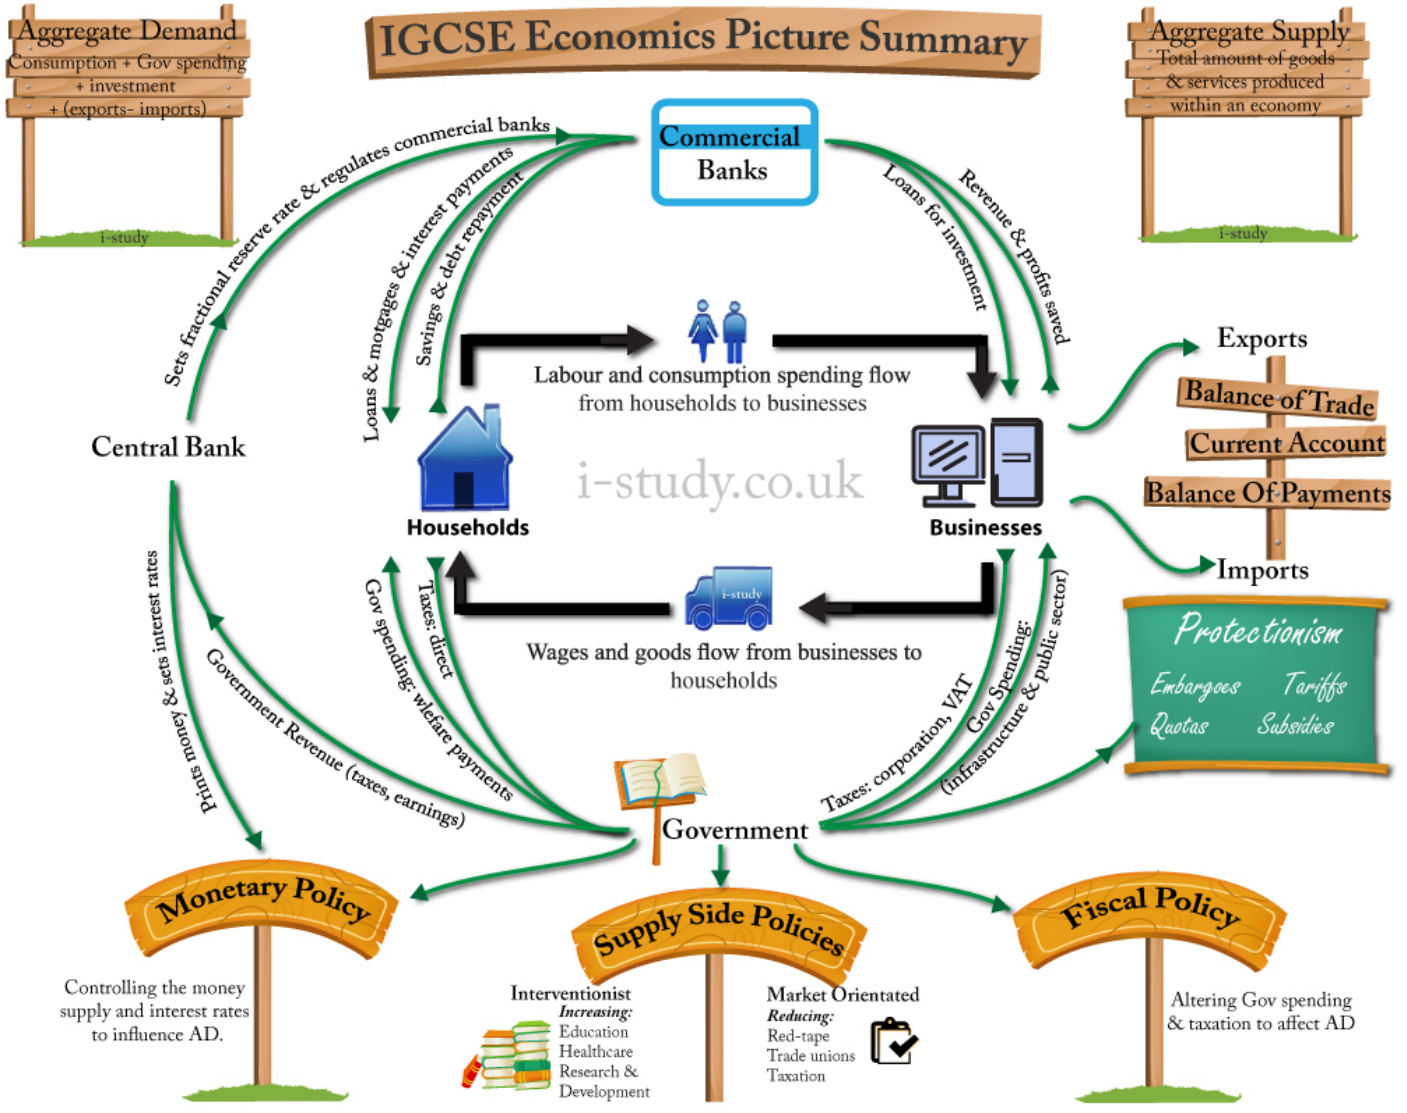 IGCSE Economics Picture Summary
Aggregate Demand
Consumption + Gov spending
+ investment
+ (exports- imports)
i-study
Aggregate Supply
Total amount of goods
& services produced
within an economy
i-study
Commercial
Banks
Sets fractional reserve rate & regulates commercial banks
Loans & motgages & interest payments
Savings & debt repayment
Loans for investment
Revenue & profits saved
Labour and consumption spending flow
from households to businesses
Central Bank
i-study.co.uk
Households
Businesses
Exports
Balance of Trade
Current Account
Balance Of Payments
Imports
i-study
Wages and goods flow from businesses to
households
Prints money & sets interest rates
Government Revenue (taxes, earnings)
Gov spending: wlefare payments
Taxes: direct
Taxes: corporation, VAT
Gov Spending:
(infrastructure & public sector)
Protectionism
Embargoes Tariffs
Quotas Subsidies
Government
Monetary Policy
Controlling the money
supply and interest rates
to influence AD.
Supply Side Policies
Interventionist
Increasing:
Education
Healthcare
Research &
Development
Market Orientated
Reducing:
Red-tape
Trade unions
Taxation
Fiscal Policy
Altering Gov spending
& taxation to affect AD